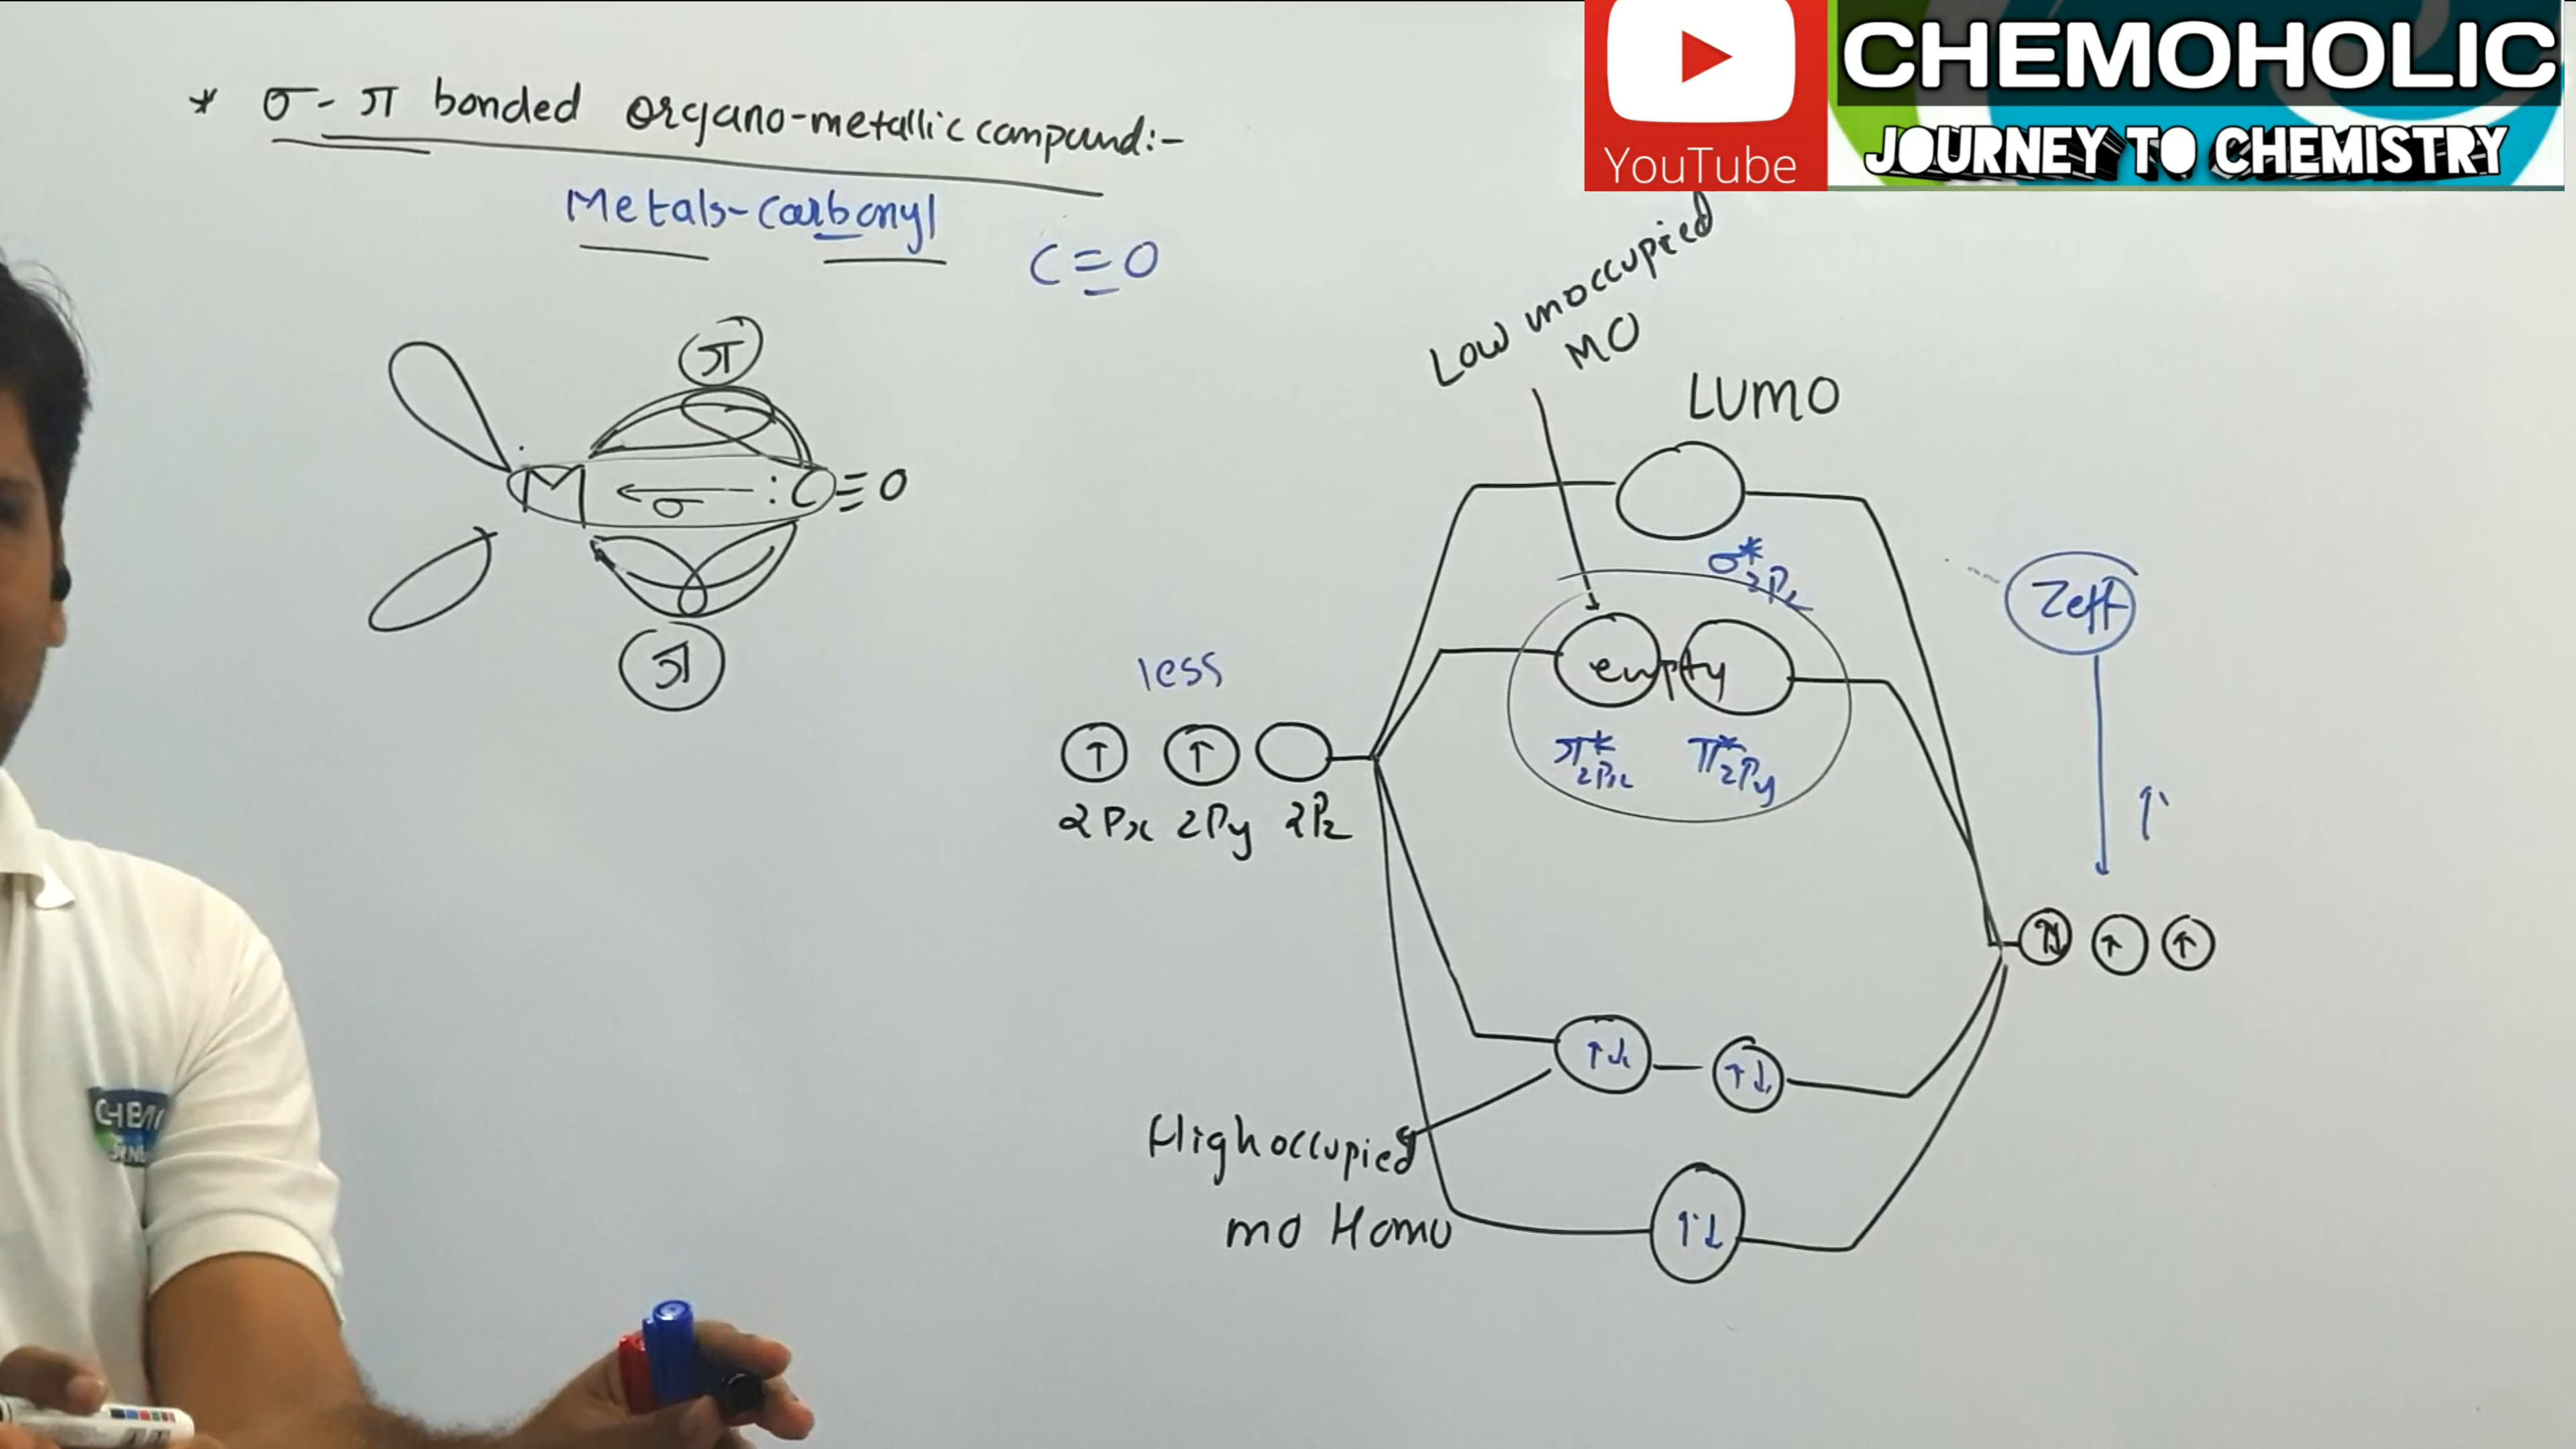 CHEMOHOLIC
JOURNEY TO CHEMISTRY
YouTube
* σ-π bonded organo-metallic compound:-
Metals-carbonyl
C≡O
π
M ← :C≡O
σ
π
Low unoccupied
MO
LUMO
σ*2Pz
Zeff
empty
π*2Px π*2Py
less
↑ ↑
2Px 2Py 2Pz
↑
↑↓ ↑ ↑
↑↓ ↑↓
High occupied
mo Homo
↑↓
CHEM